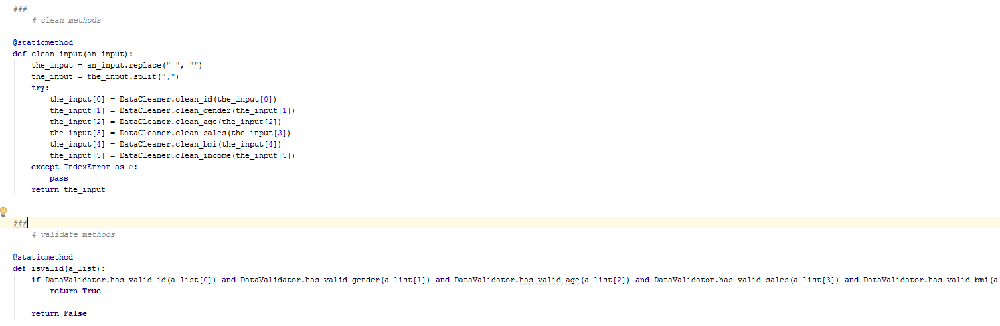 ###
    # clean methods

@staticmethod
def clean_input(an_input):
    the_input = an_input.replace(" ", "")
    the_input = the_input.split(",")
    try:
        the_input[0] = DataCleaner.clean_id(the_input[0])
        the_input[1] = DataCleaner.clean_gender(the_input[1])
        the_input[2] = DataCleaner.clean_age(the_input[2])
        the_input[3] = DataCleaner.clean_sales(the_input[3])
        the_input[4] = DataCleaner.clean_bmi(the_input[4])
        the_input[5] = DataCleaner.clean_income(the_input[5])
    except IndexError as e:
        pass
    return the_input

###
    # validate methods

@staticmethod
def isvalid(a_list):
    if DataValidator.has_valid_id(a_list[0]) and DataValidator.has_valid_gender(a_list[1]) and DataValidator.has_valid_age(a_list[2]) and DataValidator.has_valid_sales(a_list[3]) and DataValidator.has_valid_bmi(a_
        return True

    return False